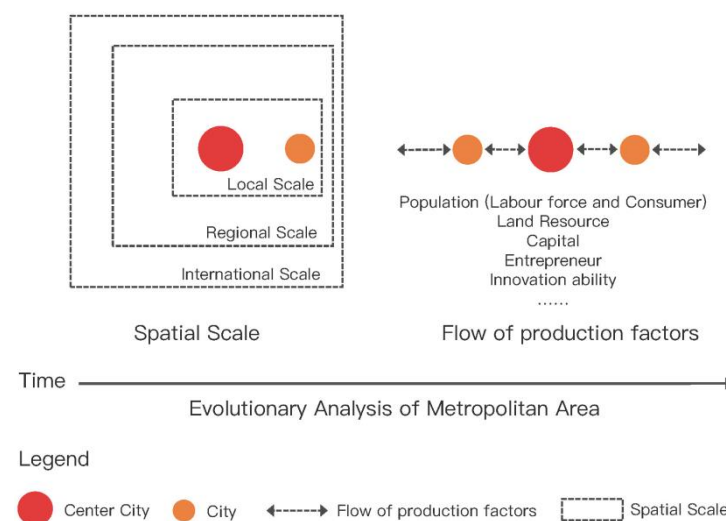 Local Scale
Regional Scale
International Scale
Spatial Scale
Population (Labour force and Consumer)
Land Resource
Capital
Entrepreneur
Innovation ability
......
Flow of production factors
Time
Evolutionary Analysis of Metropolitan Area
Legend
Center City
City
Flow of production factors
Spatial Scale